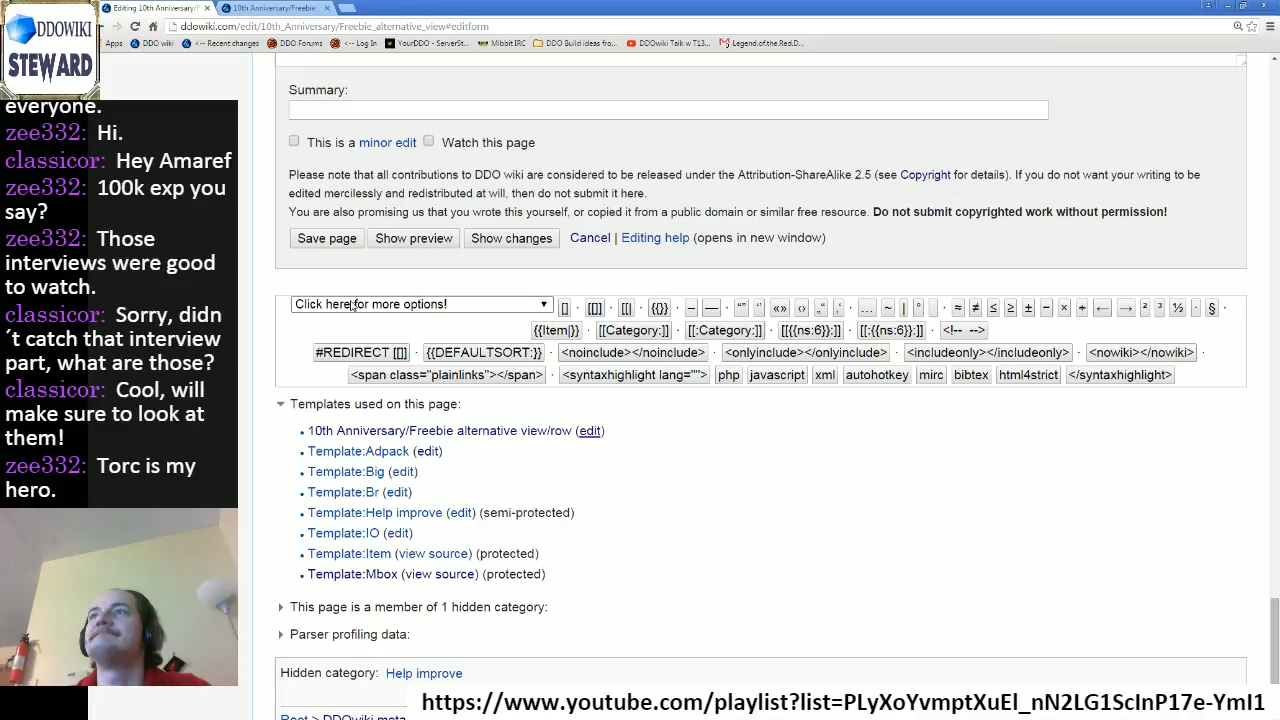 DDOWIKI
STEWARD
Editing 10th Anniversary/F
10th Anniversary/Freebie
ddowiki.com/edit/10th_Anniversary/Freebie_alternative_view#editform
Apps
DDO wiki
<-- Recent changes
DDO Forums
<-- Log In
YourDDO - ServerSt...
Mibbit IRC
DDO Build ideas from...
DDOwiki Talk w T13...
Legend.of.the.Red.D...
everyone.
zee332: Hi.
classicor: Hey Amaref
zee332: 100k exp you
say?
zee332: Those
interviews were good
to watch.
classicor: Sorry, didn
´t catch that interview
part, what are those?
classicor: Cool, will
make sure to look at
them!
zee332: Torc is my
hero.
Summary:
This is a minor edit Watch this page
Please note that all contributions to DDO wiki are considered to be released under the Attribution-ShareAlike 2.5 (see Copyright for details). If you do not want your writing to be
edited mercilessly and redistributed at will, then do not submit it here.
You are also promising us that you wrote this yourself, or copied it from a public domain or similar free resource. Do not submit copyrighted work without permission!
Save page Show preview Show changes Cancel | Editing help (opens in new window)
Click here for more options! [] · [[]] · [[| · {{}} · – · — · “” · ‘’ · «» · ‹› · „“ · ‚‘ · … · ~ · | · ° · · ≈ · ≠ · ≤ · ≥ · ± · − · × · ÷ · ← · → · ² · ³ · ½ · · · § ·
{{Item|}} · [[Category:]] · [[:Category:]] · [[{{ns:6}}:]] · [[:{{ns:6}}:]] · <!-- -->
#REDIRECT [[]] · {{DEFAULTSORT:}} · <noinclude></noinclude> · <onlyinclude></onlyinclude> · <includeonly></includeonly> · <nowiki></nowiki> ·
<span class="plainlinks"></span> · <syntaxhighlight lang=""> · php · javascript · xml · autohotkey · mirc · bibtex · html4strict · </syntaxhighlight>
Templates used on this page:
10th Anniversary/Freebie alternative view/row (edit)
Template:Adpack (edit)
Template:Big (edit)
Template:Br (edit)
Template:Help improve (edit) (semi-protected)
Template:IO (edit)
Template:Item (view source) (protected)
Template:Mbox (view source) (protected)
This page is a member of 1 hidden category:
Parser profiling data:
Hidden category: Help improve
Root > DDOwiki meta
https://www.youtube.com/playlist?list=PLyXoYvmptXuEl_nN2LG1ScInP17e-YmI1